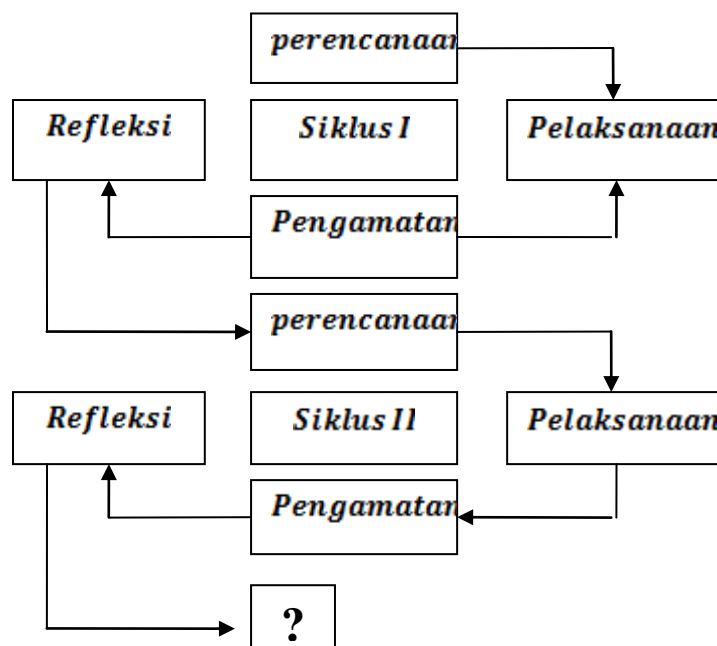 perencanaan
Refleksi
Siklus I
Pelaksanaan
Pengamatan
perencanaan
Refleksi
Siklus II
Pelaksanaan
Pengamatan
?